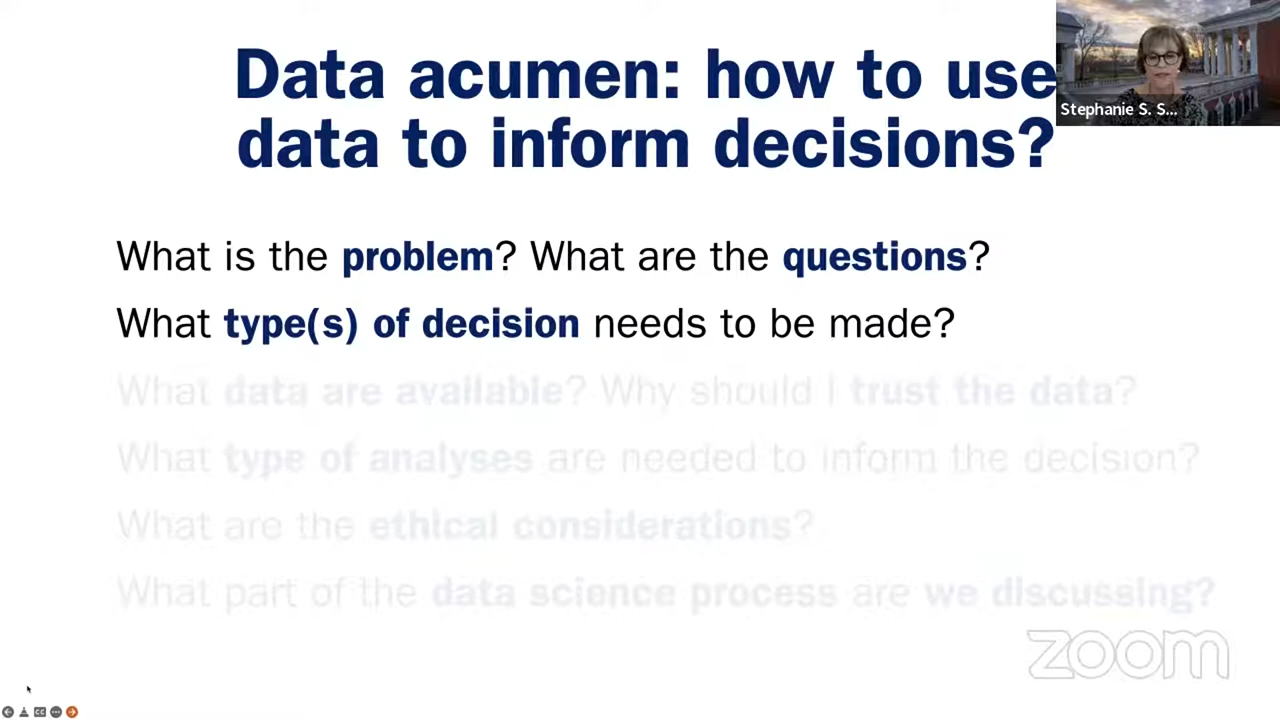 Data acumen: how to use
data to inform decisions?
Stephanie S. S...
What is the problem? What are the questions?
What type(s) of decision needs to be made?
What data are available? Why should I trust the data?
What type of analyses are needed to inform the decision?
What are the ethical considerations?
What part of the data science process are we discussing?
zoom
CC